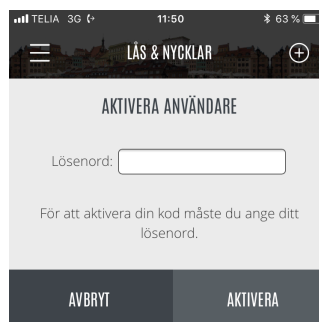 TELIA 3G 11:50 63 %
LÅS & NYCKLAR
AKTIVERA ANVÄNDARE
Lösenord:
För att aktivera din kod måste du ange ditt
lösenord.
AVBRYT AKTIVERA